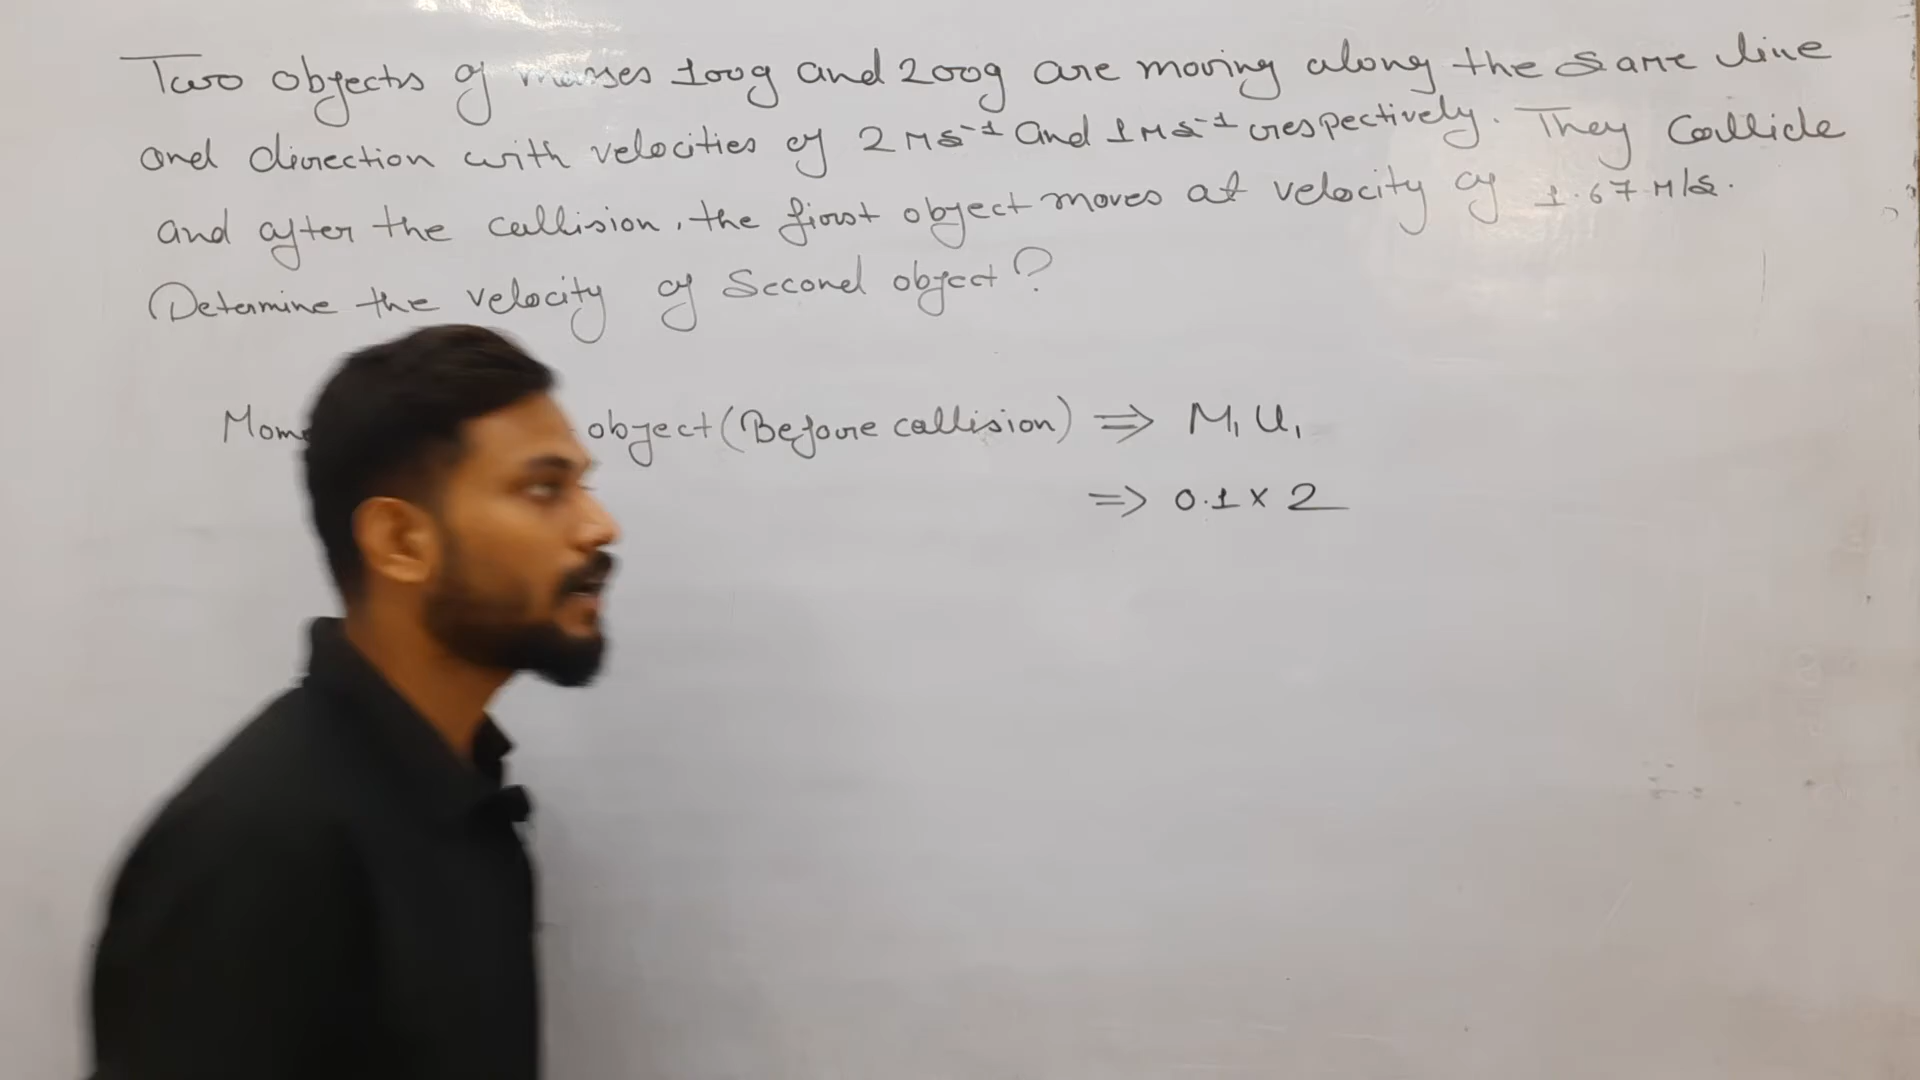 Two objects of masses 100g and 200g are moving along the same line
and direction with velocities of 2 ms⁻¹ and 1 ms⁻¹ respectively. They Collide
and after the collision, the first object moves at velocity of 1.67 m/s.
Determine the velocity of Second object?
object (Before collision) ⇒ M₁ U₁
⇒ 0.1 × 2